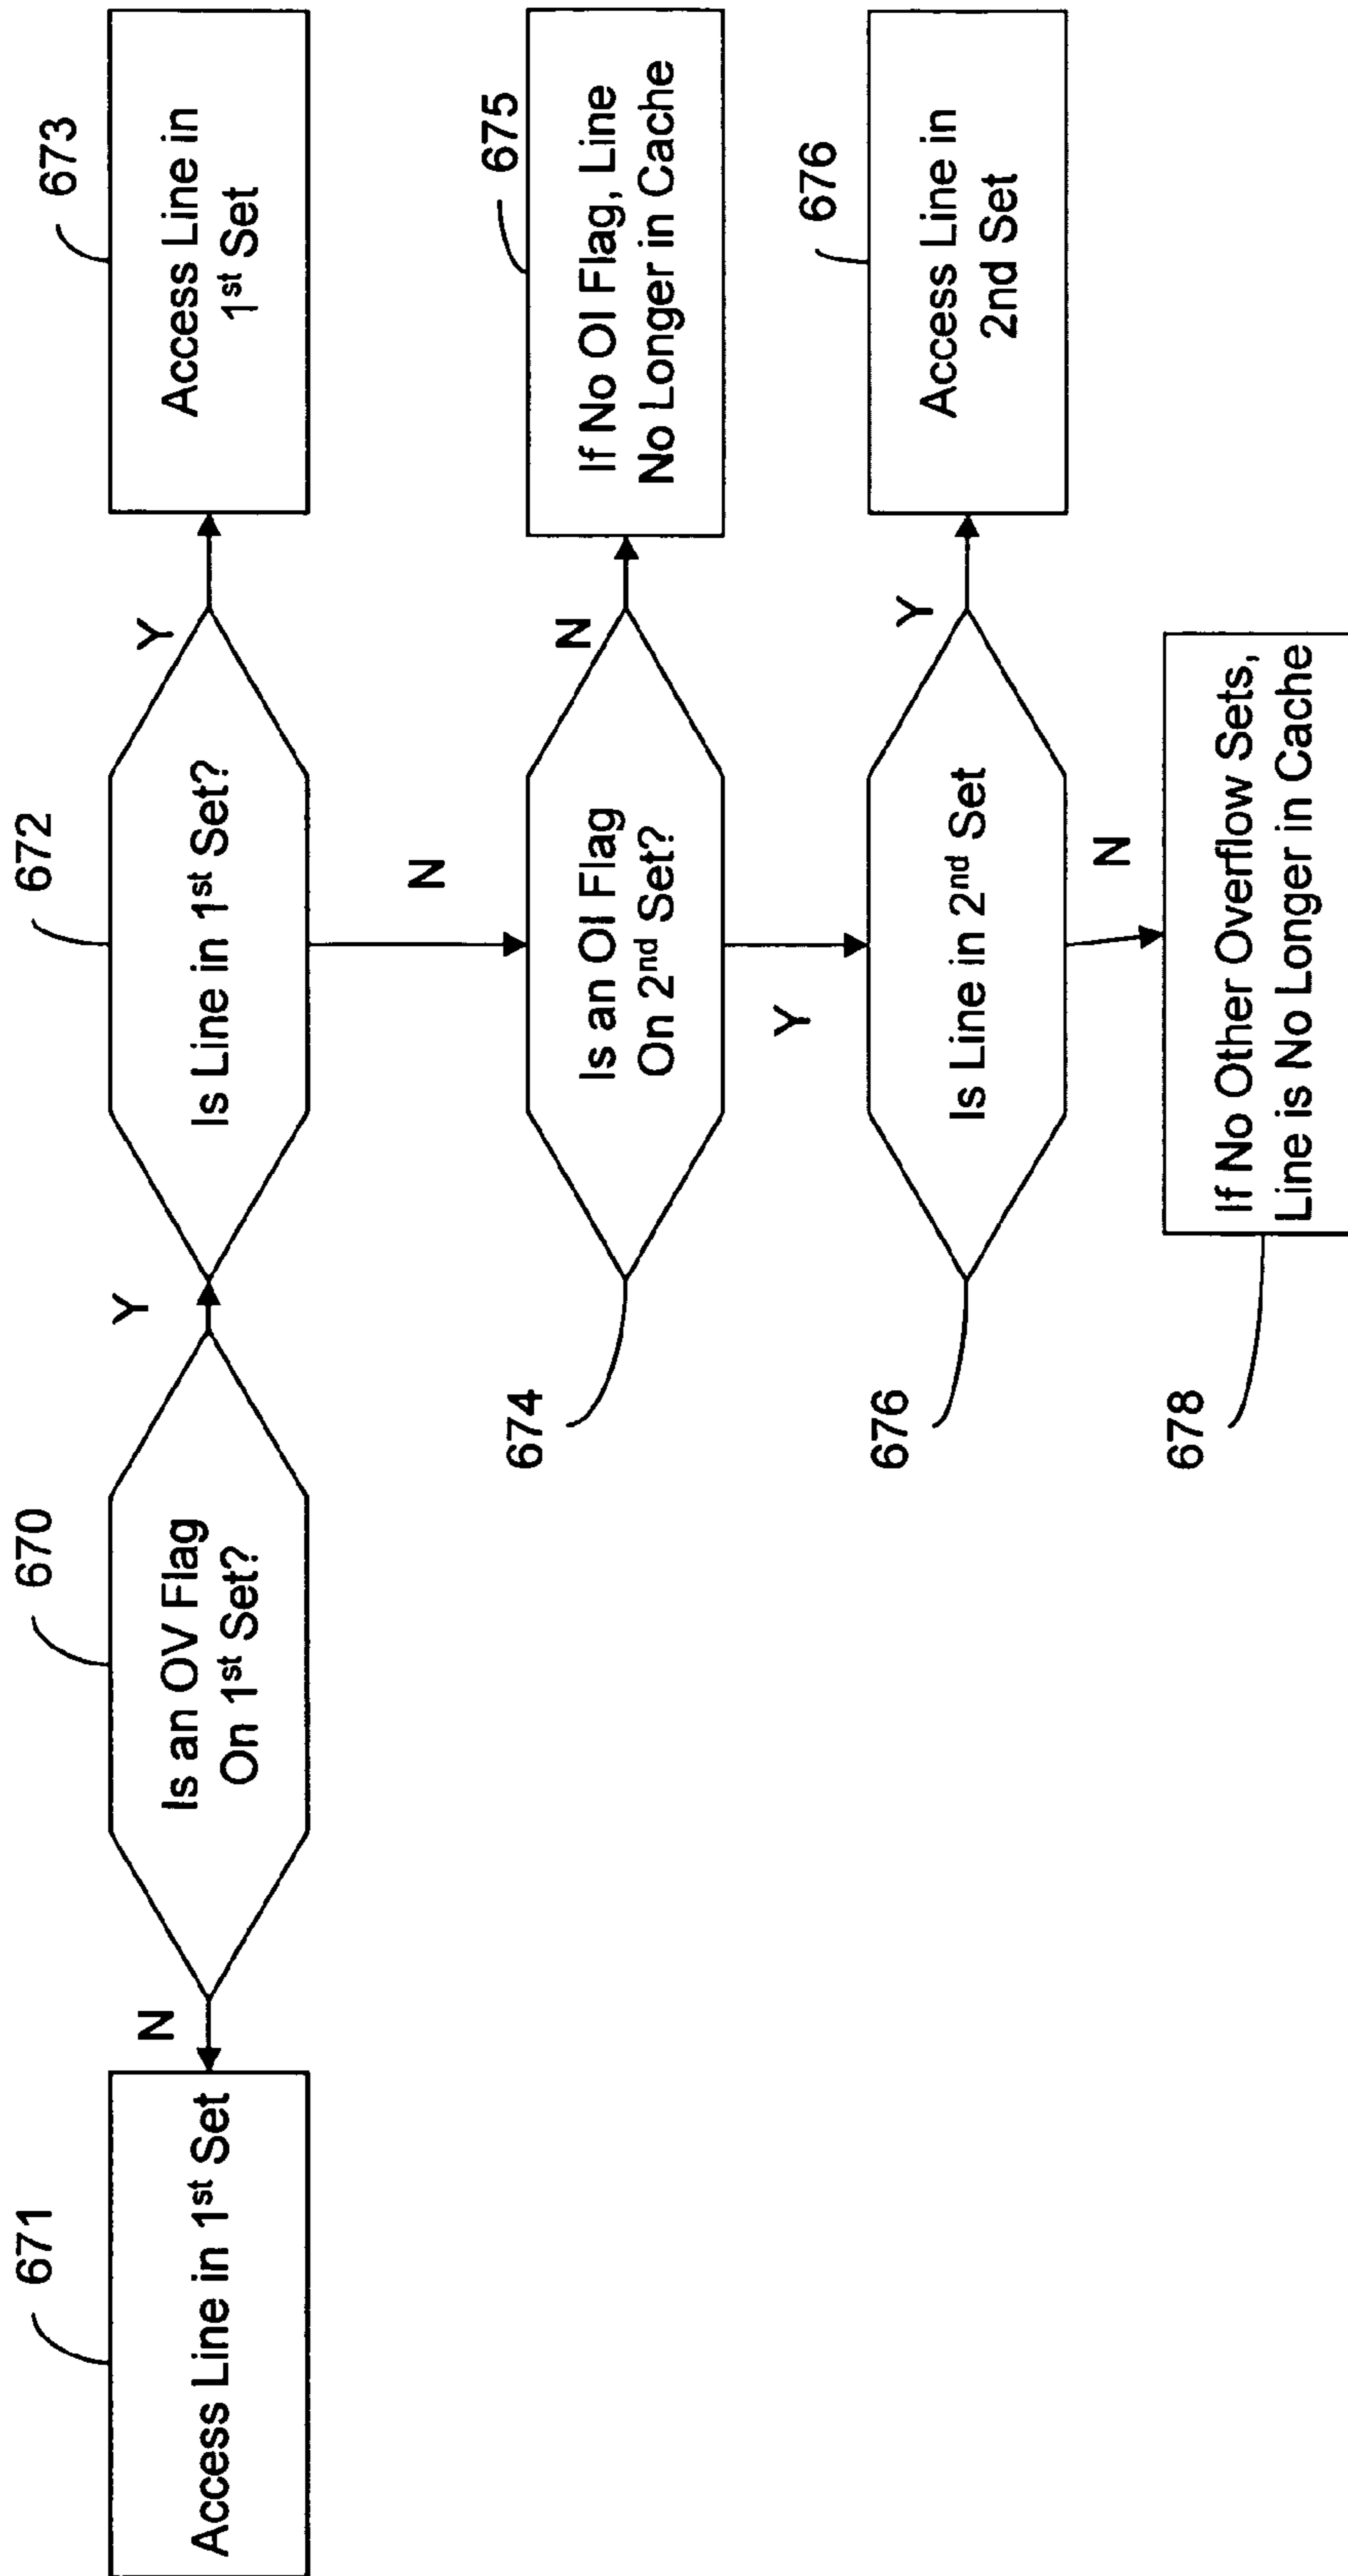 671
Access Line in 1st Set
N
670
Is an OV Flag
On 1st Set?
Y
672
Is Line in 1st Set?
Y
673
Access Line in
1st Set
N
674
Is an OI Flag
On 2nd Set?
N
675
If No OI Flag, Line
No Longer in Cache
Y
676
Is Line in 2nd Set
Y
676
Access Line in
2nd Set
N
678
If No Other Overflow Sets,
Line is No Longer in Cache